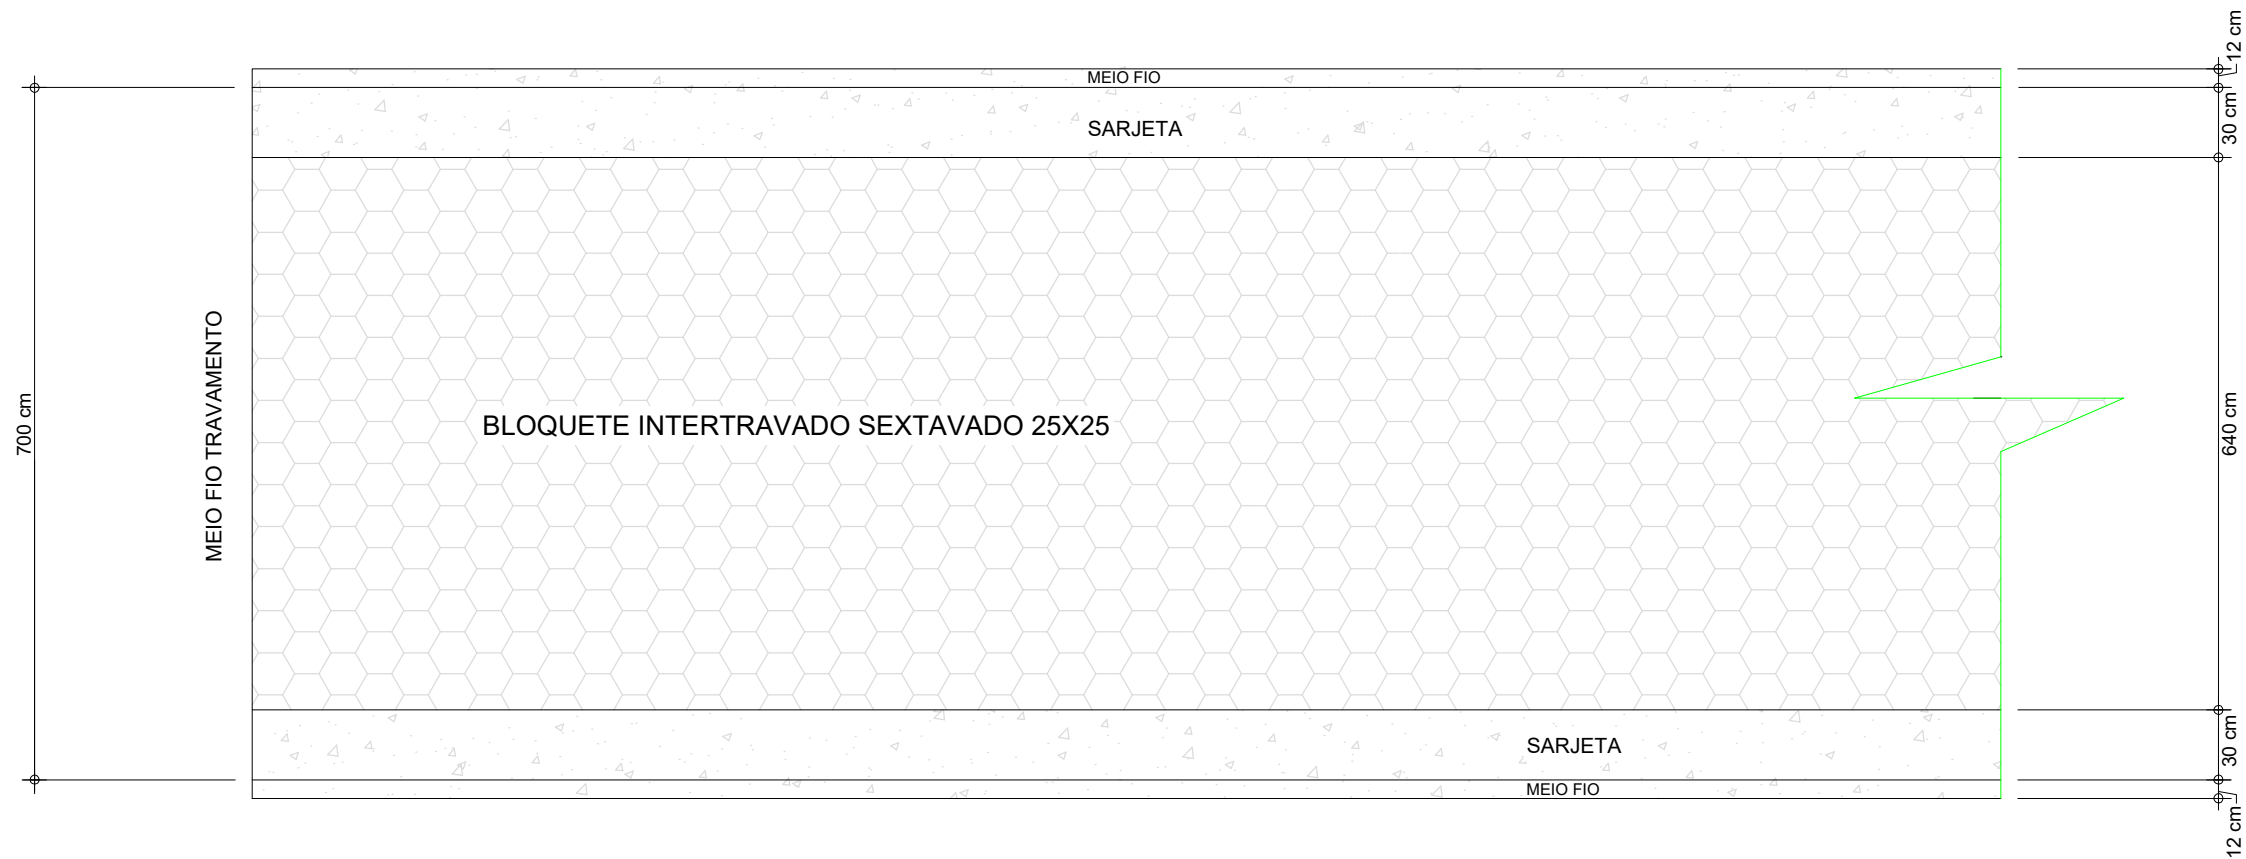 12 cm
MEIO FIO
30 cm
SARJETA
MEIO FIO TRAVAMENTO
700 cm
BLOQUETE INTERTRAVADO SEXTAVADO 25X25
640 cm
SARJETA
30 cm
MEIO FIO
12 cm